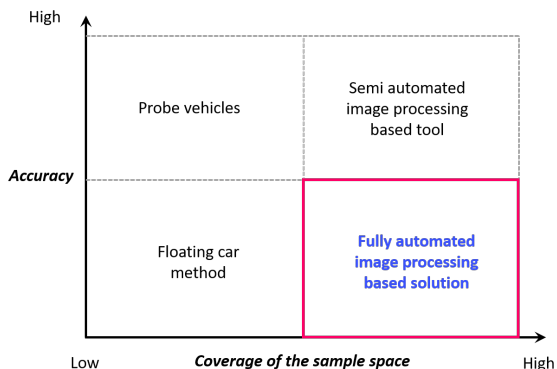 High
Probe vehicles
Semi automated
image processing
based tool
Accuracy
Floating car
method
Fully automated
image processing
based solution
Low
Coverage of the sample space
High